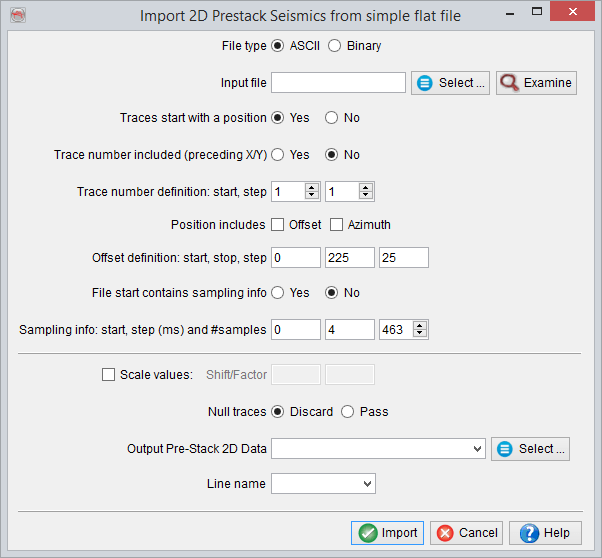 Import 2D Prestack Seismics from simple flat file
File type ASCII Binary
Input file Select ... Examine
Traces start with a position Yes No
Trace number included (preceding X/Y) Yes No
Trace number definition: start, step 1 1
Position includes Offset Azimuth
Offset definition: start, stop, step 0 225 25
File start contains sampling info Yes No
Sampling info: start, step (ms) and #samples 0 4 463
Scale values: Shift/Factor
Null traces Discard Pass
Output Pre-Stack 2D Data Select ...
Line name
Import Cancel Help